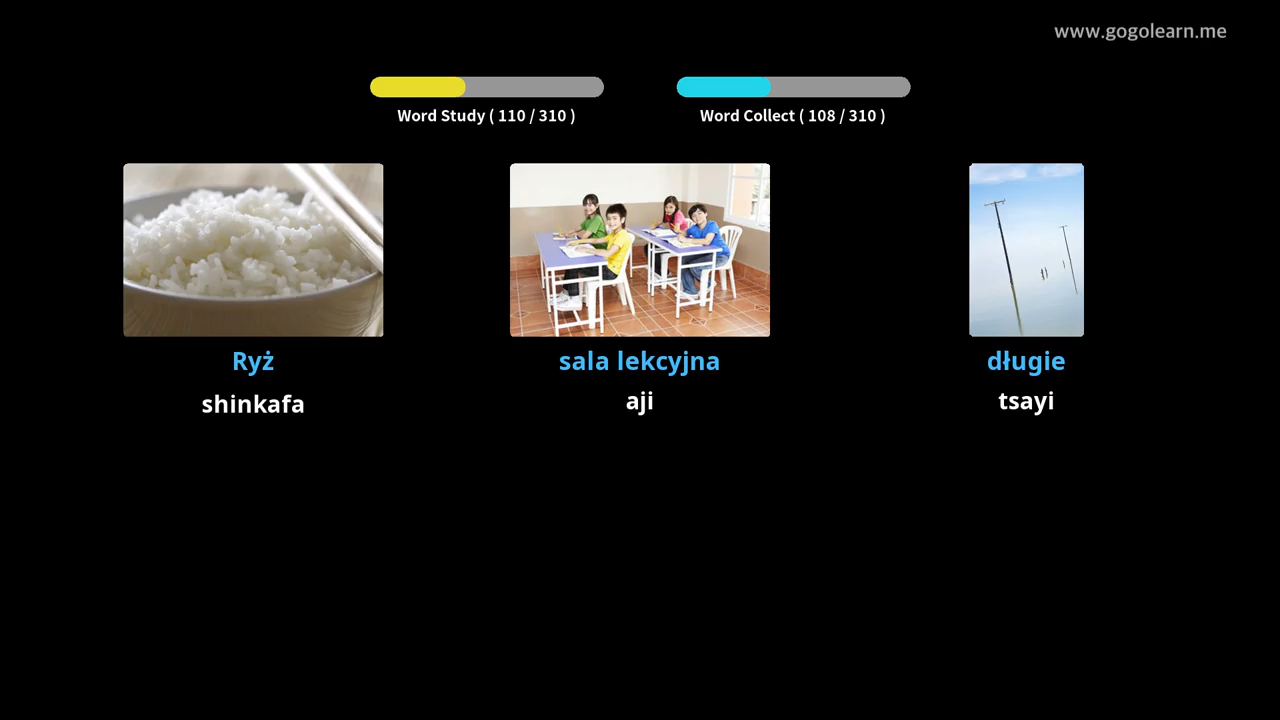 www.gogolearn.me
Word Study ( 110 / 310 )
Word Collect ( 108 / 310 )
Ryż
sala lekcyjna
długie
shinkafa
aji
tsayi